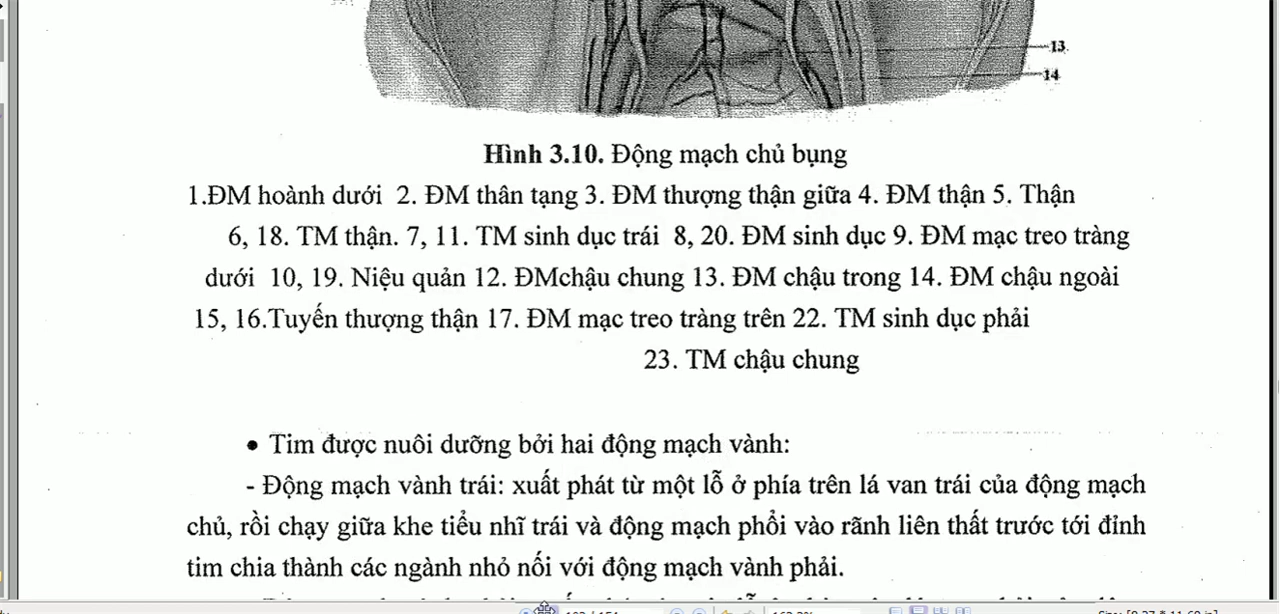 13
14
Hình 3.10. Động mạch chủ bụng
1.ĐM hoành dưới 2. ĐM thân tạng 3. ĐM thượng thận giữa 4. ĐM thận 5. Thận
6, 18. TM thận. 7, 11. TM sinh dục trái 8, 20. ĐM sinh dục 9. ĐM mạc treo tràng
dưới 10, 19. Niệu quản 12. ĐMchậu chung 13. ĐM chậu trong 14. ĐM chậu ngoài
15, 16.Tuyến thượng thận 17. ĐM mạc treo tràng trên 22. TM sinh dục phải
23. TM chậu chung
• Tim được nuôi dưỡng bởi hai động mạch vành:
- Động mạch vành trái: xuất phát từ một lỗ ở phía trên lá van trái của động mạch
chủ, rồi chạy giữa khe tiểu nhĩ trái và động mạch phổi vào rãnh liên thất trước tới đỉnh
tim chia thành các ngành nhỏ nối với động mạch vành phải.